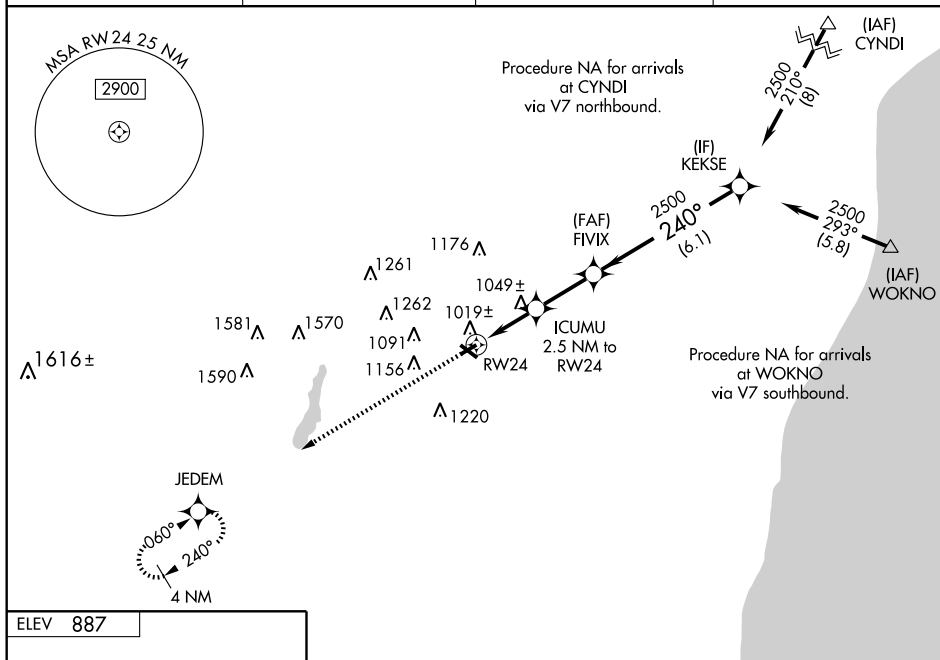 MSA RW24 25 NM
2900
Procedure NA for arrivals
at CYNDI
via V7 northbound.
(IAF)
CYNDI
2500
210°
(8)
(IF)
KEKSE
2500
240°
(6.1)
2500
293°
(5.8)
(IAF)
WOKNO
(FAF)
FIVIX
1176
1261
1049±
1262
1019±
1581
1570
1091
ICUMU
2.5 NM to
RW24
1616±
1590
1156
RW24
Procedure NA for arrivals
at WOKNO
via V7 southbound.
1220
JEDEM
060°
240°
4 NM
ELEV 887